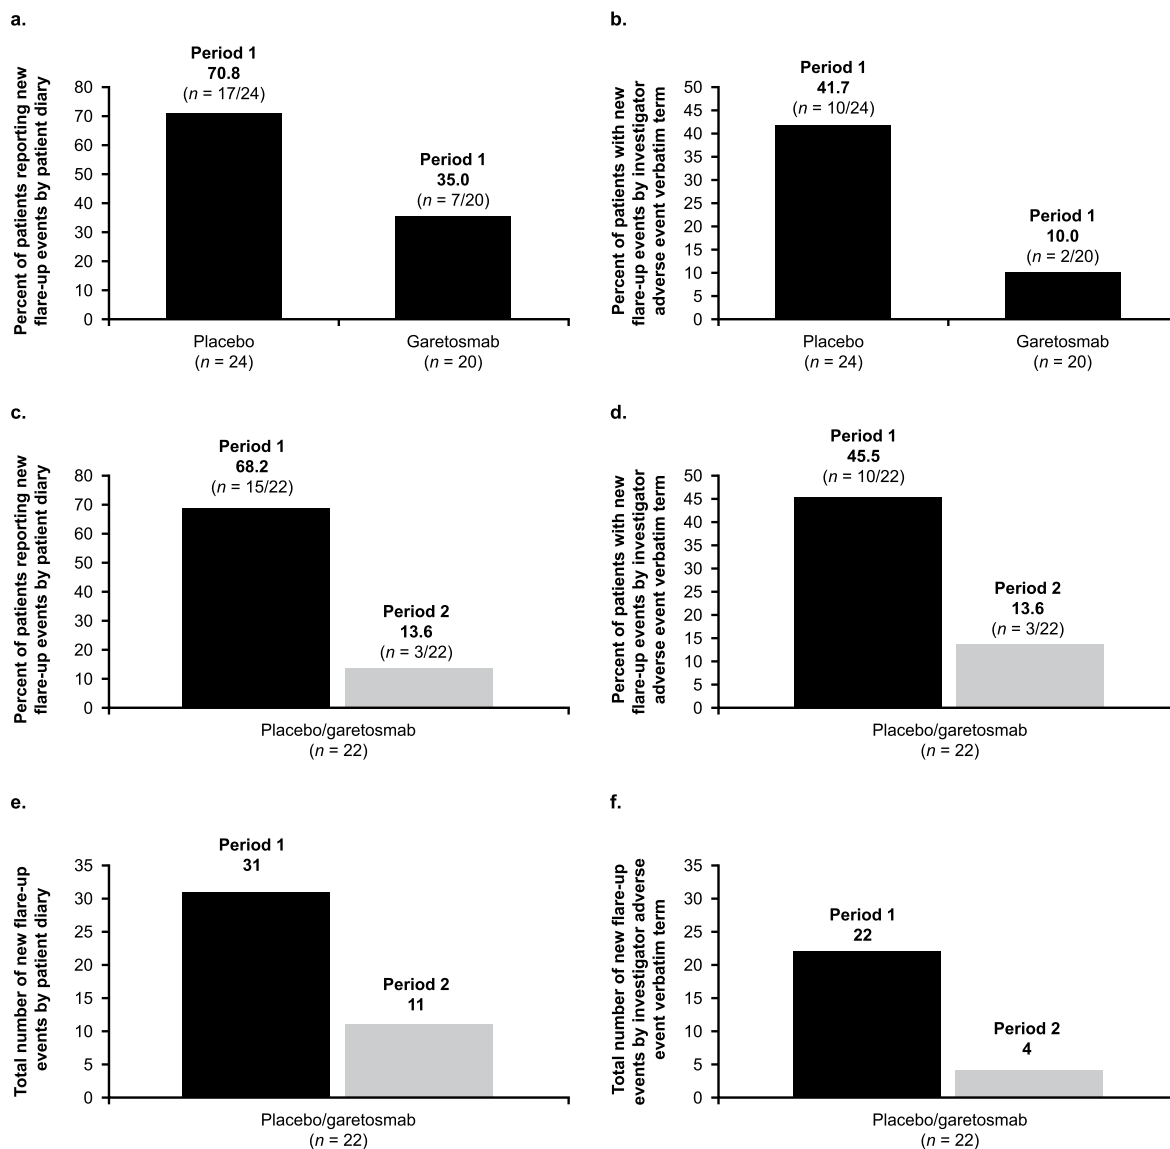 a.
Percent of patients reporting new
flare-up events by patient diary
80
70
60
50
40
30
20
10
0
Period 1
70.8
(n = 17/24)
Period 1
35.0
(n = 7/20)
Placebo
(n = 24)
Garetosmab
(n = 20)
b.
Percent of patients with new
flare-up events by investigator
adverse event verbatim term
50
45
40
35
30
25
20
15
10
5
0
Period 1
41.7
(n = 10/24)
Period 1
10.0
(n = 2/20)
Placebo
(n = 24)
Garetosmab
(n = 20)
c.
Percent of patients reporting new
flare-up events by patient diary
80
70
60
50
40
30
20
10
0
Period 1
68.2
(n = 15/22)
Period 2
13.6
(n = 3/22)
Placebo/garetosmab
(n = 22)
d.
Percent of patients with new
flare-up events by investigator
adverse event verbatim term
50
45
40
35
30
25
20
15
10
5
0
Period 1
45.5
(n = 10/22)
Period 2
13.6
(n = 3/22)
Placebo/garetosmab
(n = 22)
e.
Total number of new flare-up
events by patient diary
35
30
25
20
15
10
5
0
Period 1
31
Period 2
11
Placebo/garetosmab
(n = 22)
f.
Total number of new flare-up
events by investigator adverse
event verbatim term
35
30
25
20
15
10
5
0
Period 1
22
Period 2
4
Placebo/garetosmab
(n = 22)